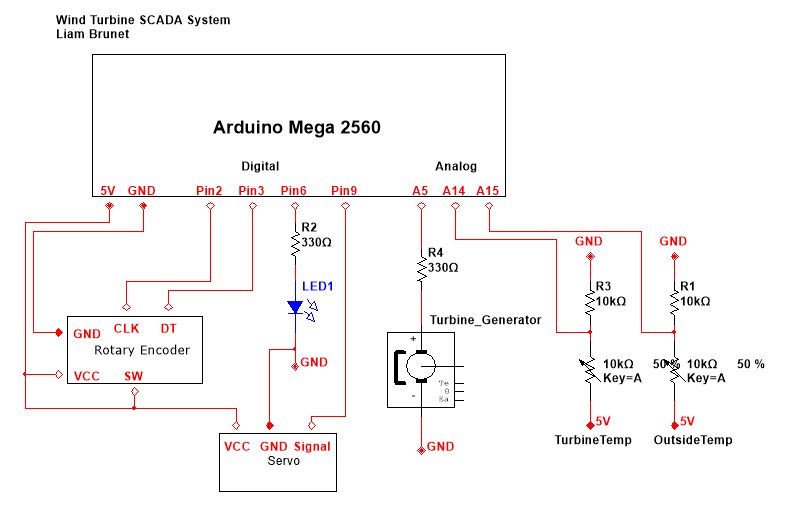 Wind Turbine SCADA System
Liam Brunet
Arduino Mega 2560
Digital Analog
5V GND Pin2 Pin3 Pin6 Pin9 A5 A14 A15
R2
330Ω
GND GND
R4
330Ω
R3 R1
10kΩ 10kΩ
LED1
Turbine_Generator
GND CLK DT
Rotary Encoder
VCC SW
GND
+
Te
0
Ea
-
10kΩ 50 % 10kΩ 50 %
Key=A Key=A
5V 5V
TurbineTemp OutsideTemp
VCC GND Signal
Servo
GND